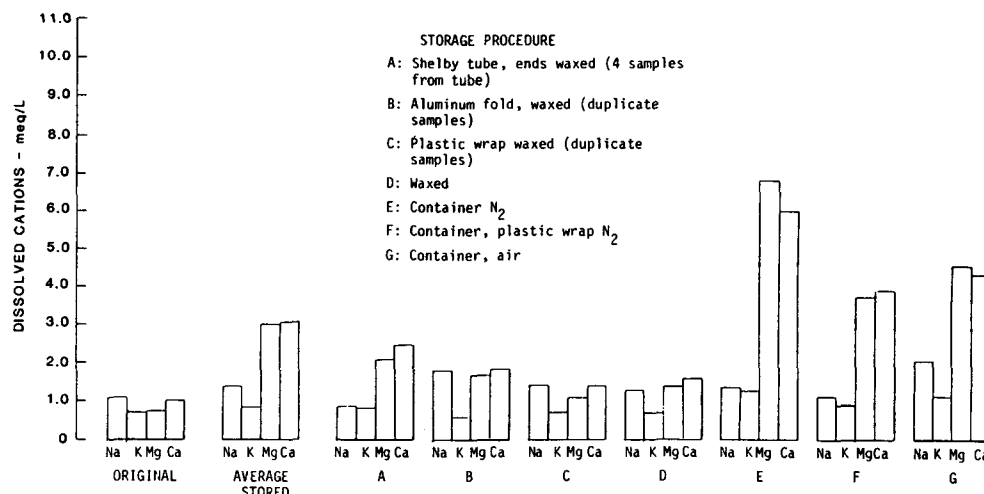 11.0
10.0
9.0
8.0
7.0
6.0
5.0
4.0
3.0
2.0
1.0
0
DISSOLVED CATIONS - meq/L
STORAGE PROCEDURE
A: Shelby tube, ends waxed (4 samples
from tube)
B: Aluminum fold, waxed (duplicate
samples)
C: Plastic wrap waxed (duplicate
samples)
D: Waxed
E: Container N2
F: Container, plastic wrap N2
G: Container, air
Na K Mg Ca
Na K Mg Ca
Na K Mg Ca
Na K Mg Ca
Na K Mg Ca
Na K Mg Ca
Na K Mg Ca
Na K MgCa
Na K Mg Ca
ORIGINAL
AVERAGE
STORED
A
B
C
D
E
F
G